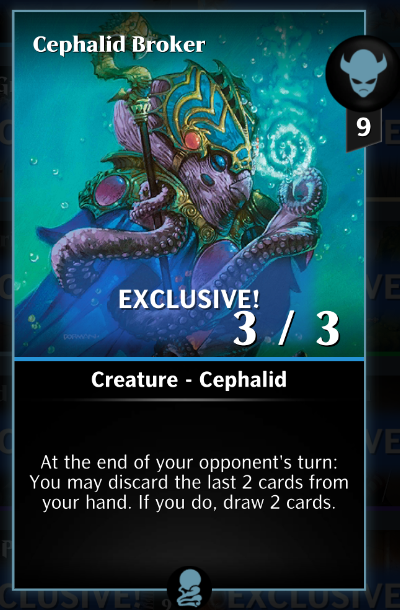 Cephalid Broker
9
EXCLUSIVE!
3 / 3
Creature - Cephalid
At the end of your opponent's turn:
You may discard the last 2 cards from
your hand. If you do, draw 2 cards.